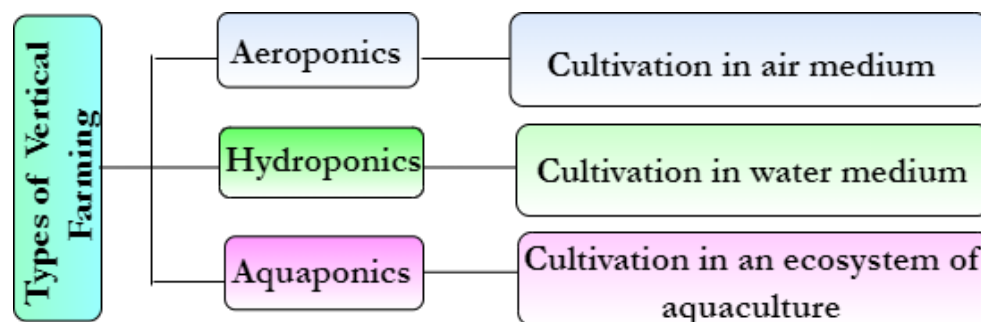 Types of Vertical
Farming
Aeroponics
Cultivation in air medium
Hydroponics
Cultivation in water medium
Aquaponics
Cultivation in an ecosystem of
aquaculture